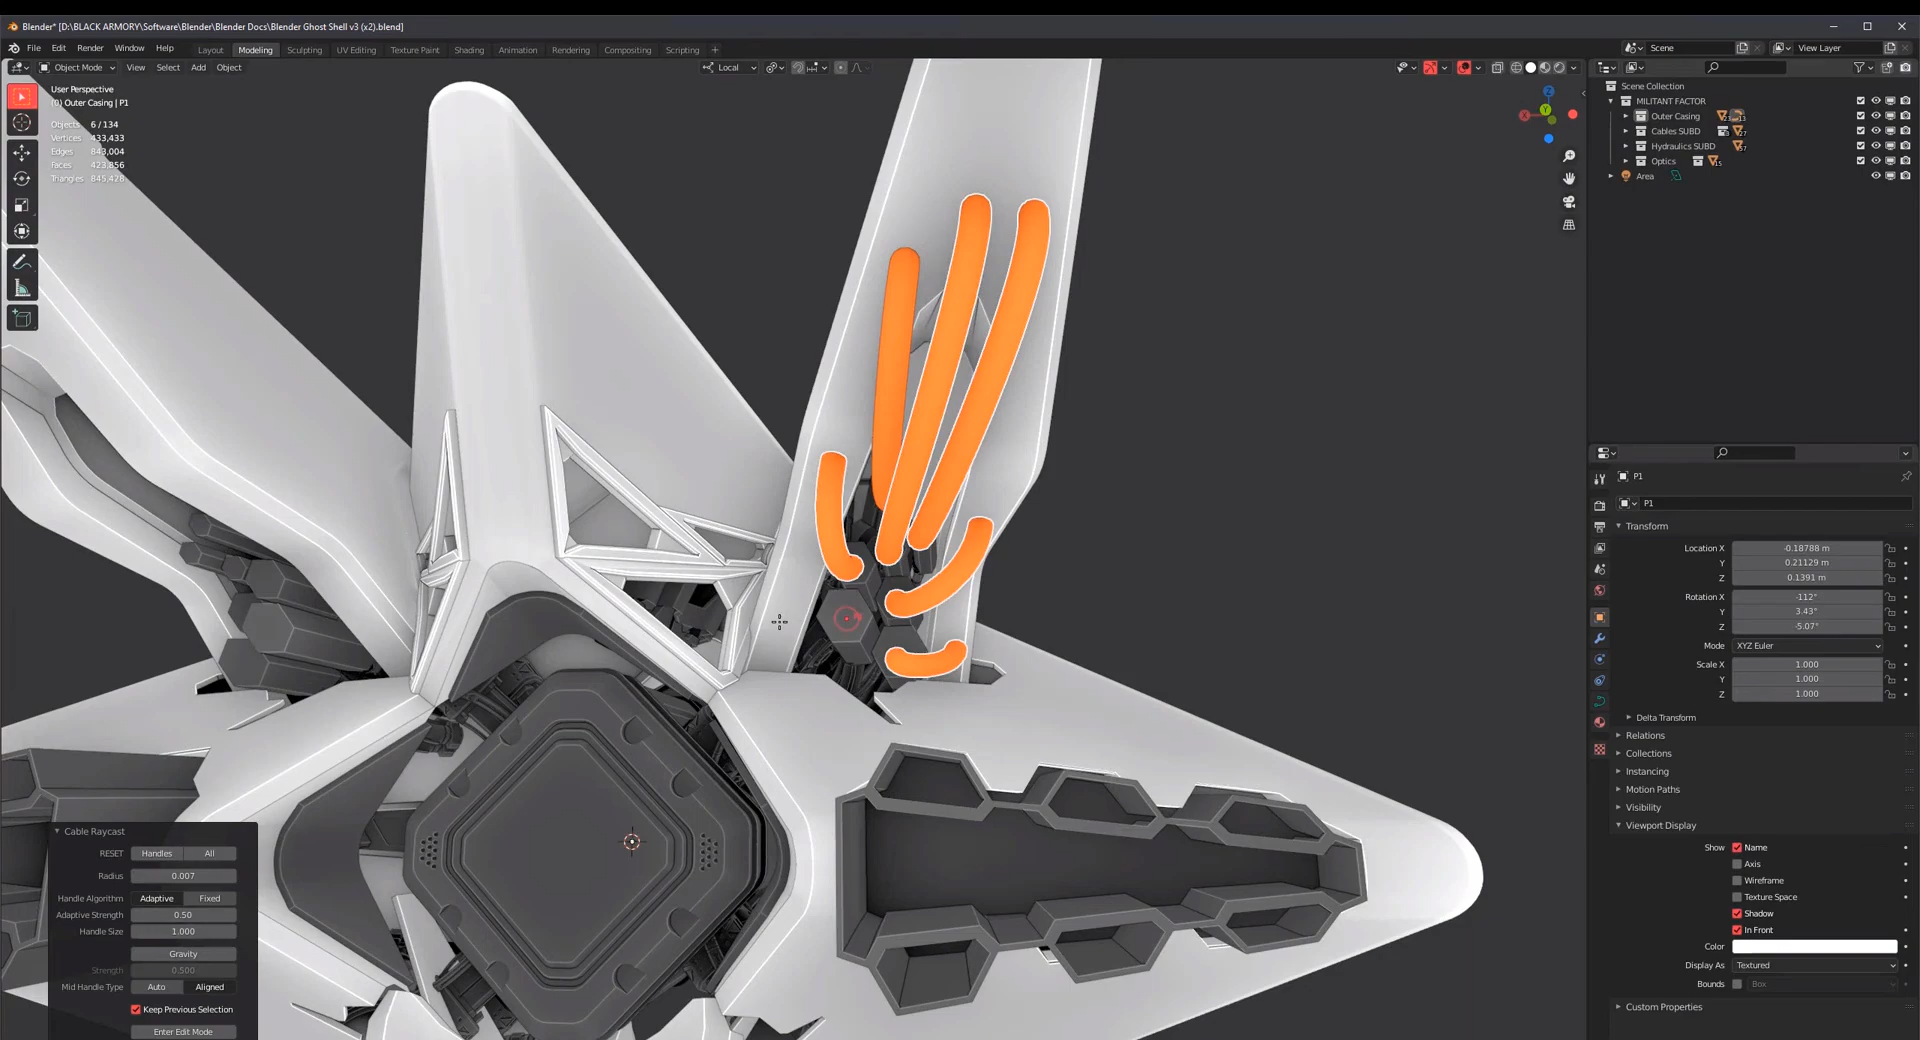 Blender* [D:\BLACK ARMORY\Software\Blender\Blender Docs\Blender Ghost Shell v3 (x2).blend]
File Edit Render Window Help Layout Modeling Sculpting UV Editing Texture Paint Shading Animation Rendering Compositing Scripting + Scene View Layer
Object Mode View Select Add Object Local
User Perspective
(0) Outer Casing | P1
Objects 6 / 134
Vertices 433,433
Edges 843,004
Faces 423,856
Triangles 845,428
Z
Y
X
Cable Raycast
RESET Handles All
Radius 0.007
Handle Algorithm Adaptive Fixed
Adaptive Strength 0.50
Handle Size 1.000
Gravity
Strength 0.500
Mid Handle Type Auto Aligned
Keep Previous Selection
Enter Edit Mode
Scene Collection
MILITANT FACTOR
Outer Casing
Cables SUBD
Hydraulics SUBD
Optics
Area
P1
P1
Transform
Location X -0.18788 m
Y 0.21129 m
Z 0.1391 m
Rotation X -112°
Y 3.43°
Z -5.07°
Mode XYZ Euler
Scale X 1.000
Y 1.000
Z 1.000
Delta Transform
Relations
Collections
Instancing
Motion Paths
Visibility
Viewport Display
Show Name
Axis
Wireframe
Texture Space
Shadow
In Front
Color
Display As Textured
Bounds Box
Custom Properties